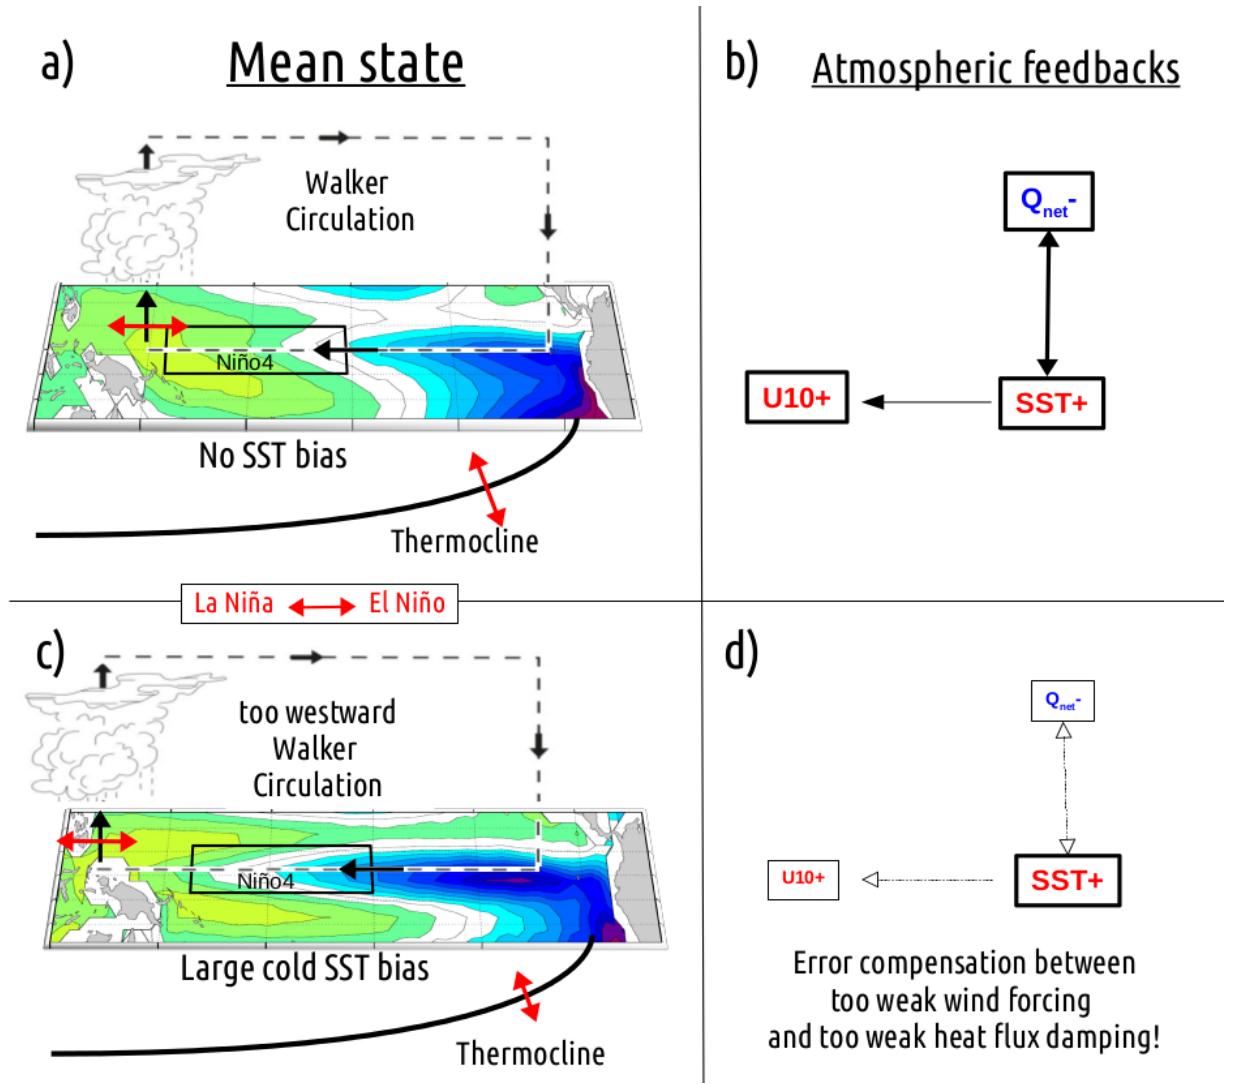 a)
Mean state
Walker
Circulation
Niño4
No SST bias
Thermocline
b)
Atmospheric feedbacks
Qnet-
U10+
SST+
La Niña
El Niño
c)
too westward
Walker
Circulation
Niño4
Large cold SST bias
Thermocline
d)
Qnet-
U10+
SST+
Error compensation between
too weak wind forcing
and too weak heat flux damping!